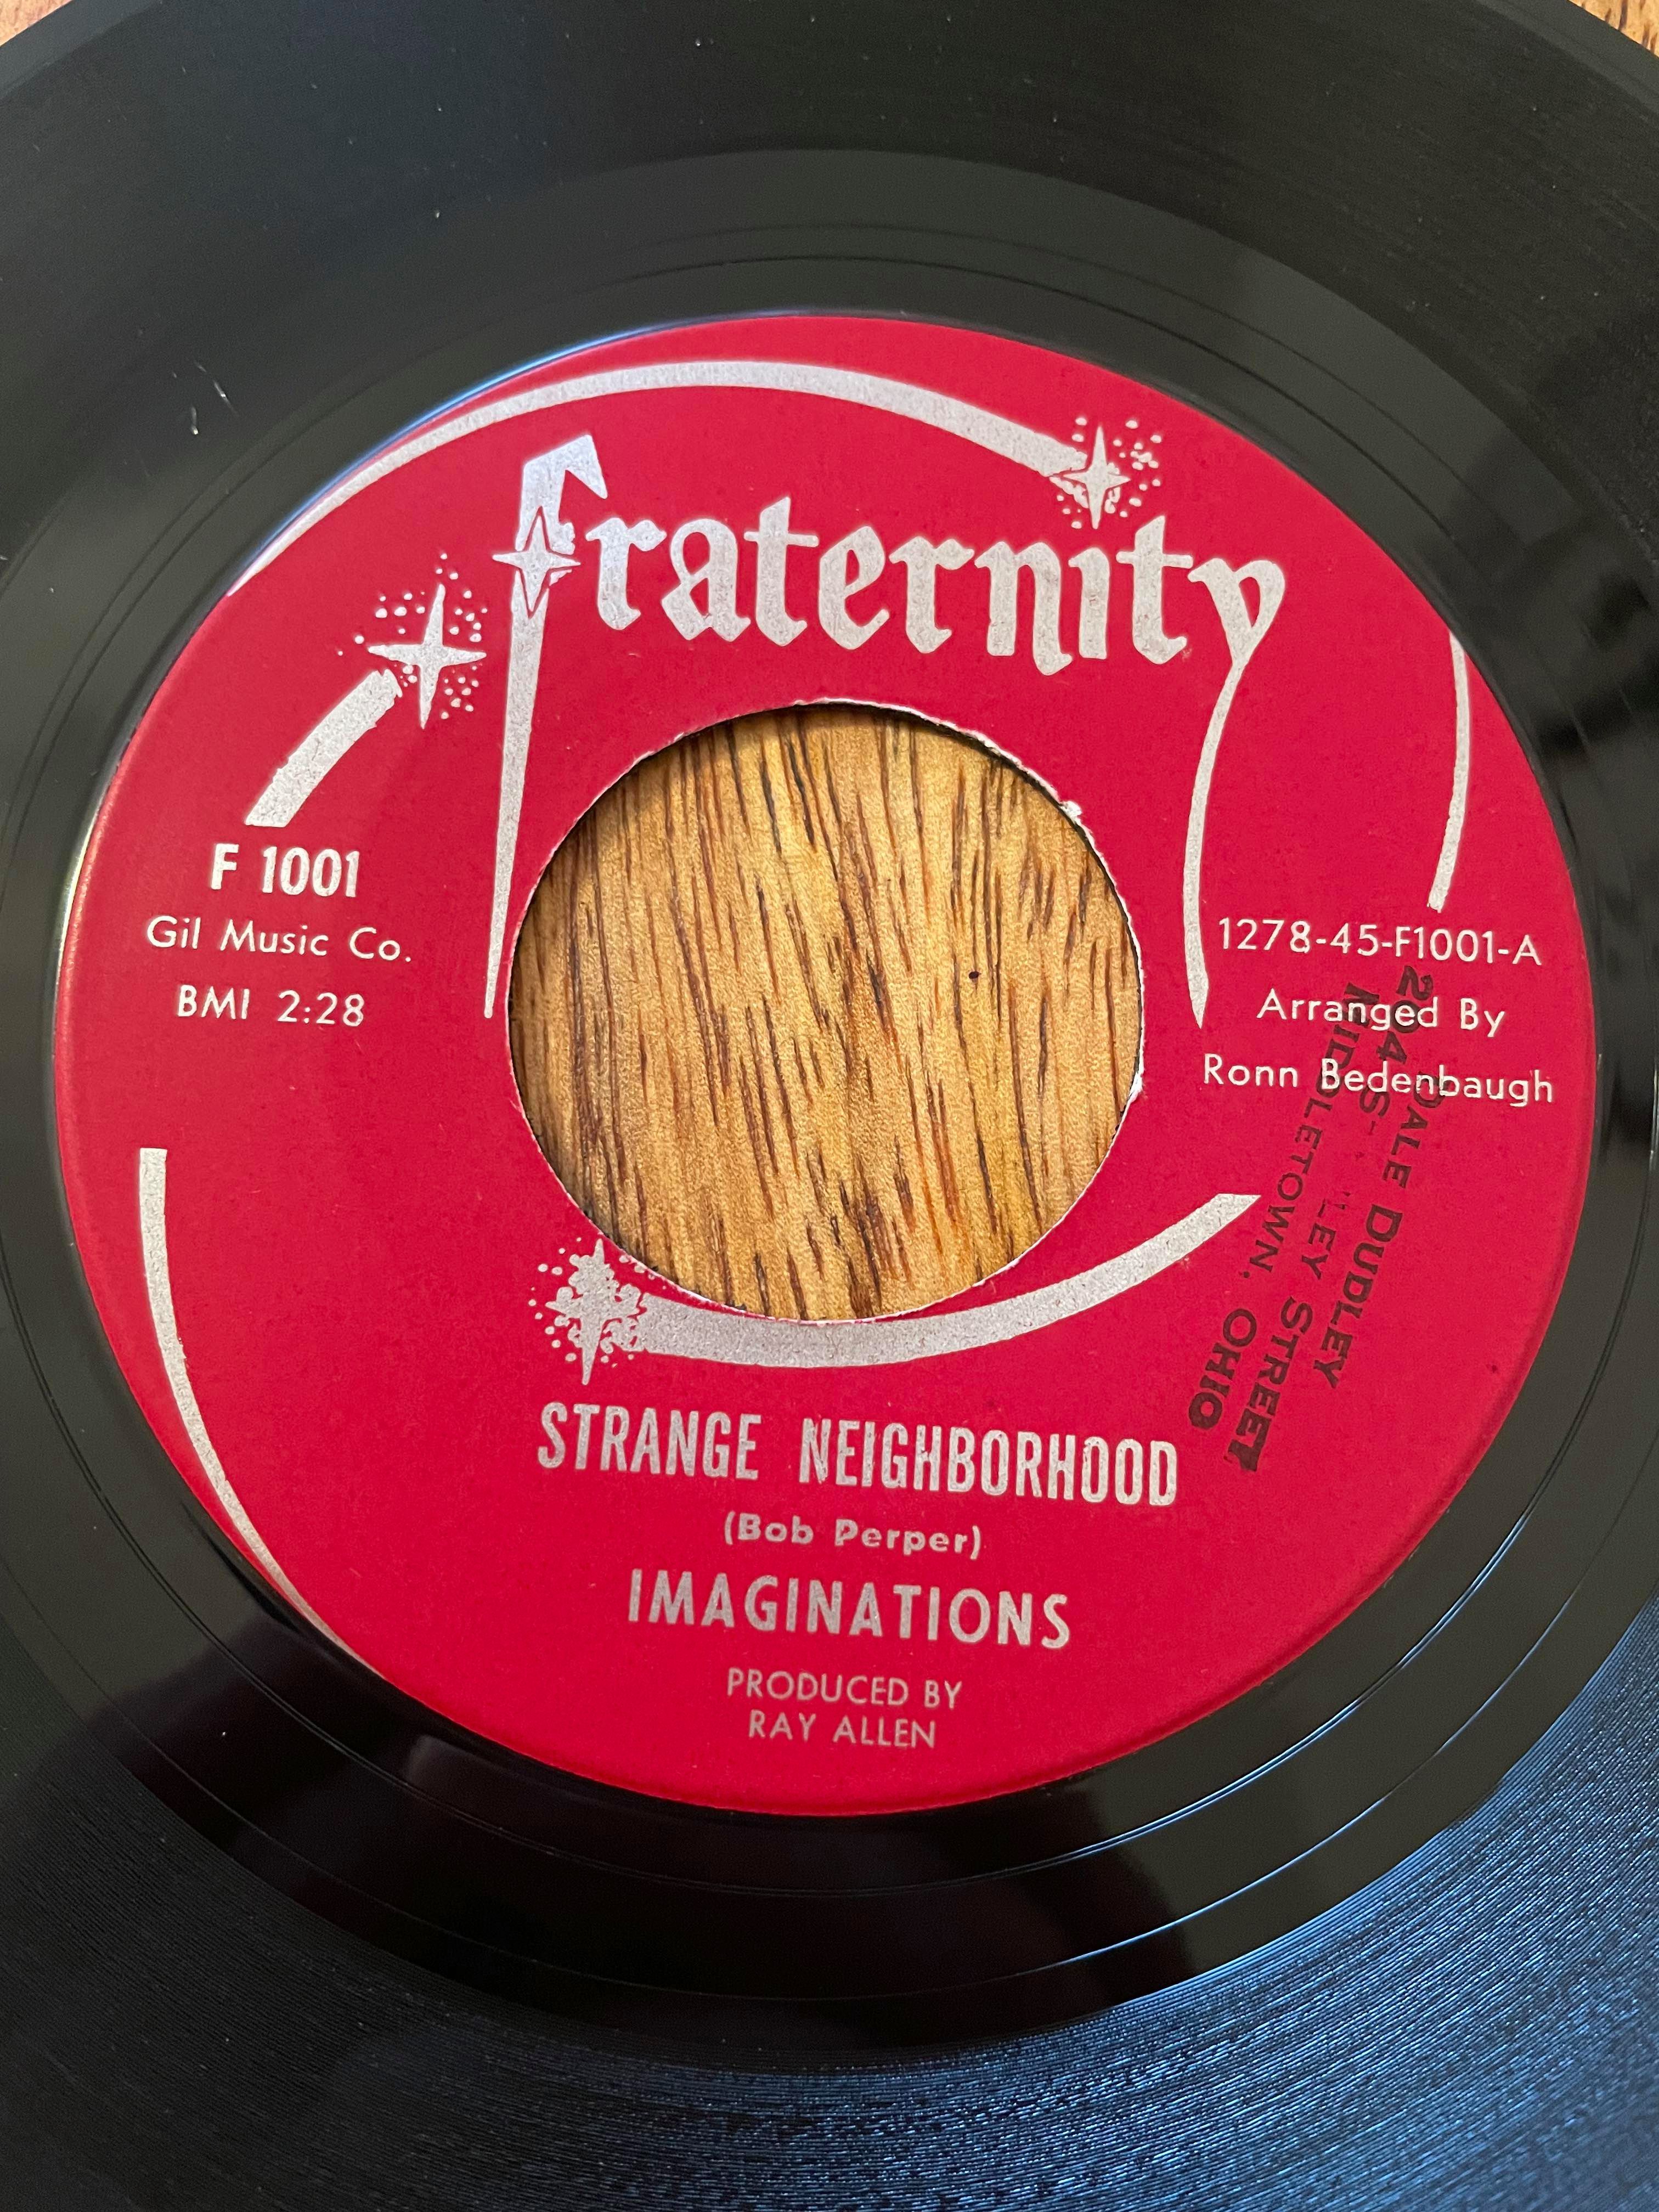 fraternity
F 1001
Gil Music Co.
BMI 2:28
1278-45-F1001-A
Arranged By
Ronn Bedenbaugh
DALE DUDLEY
STREET
MIDDLETOWN, OHIO
STRANGE NEIGHBORHOOD
(Bob Perper)
IMAGINATIONS
PRODUCED BY
RAY ALLEN